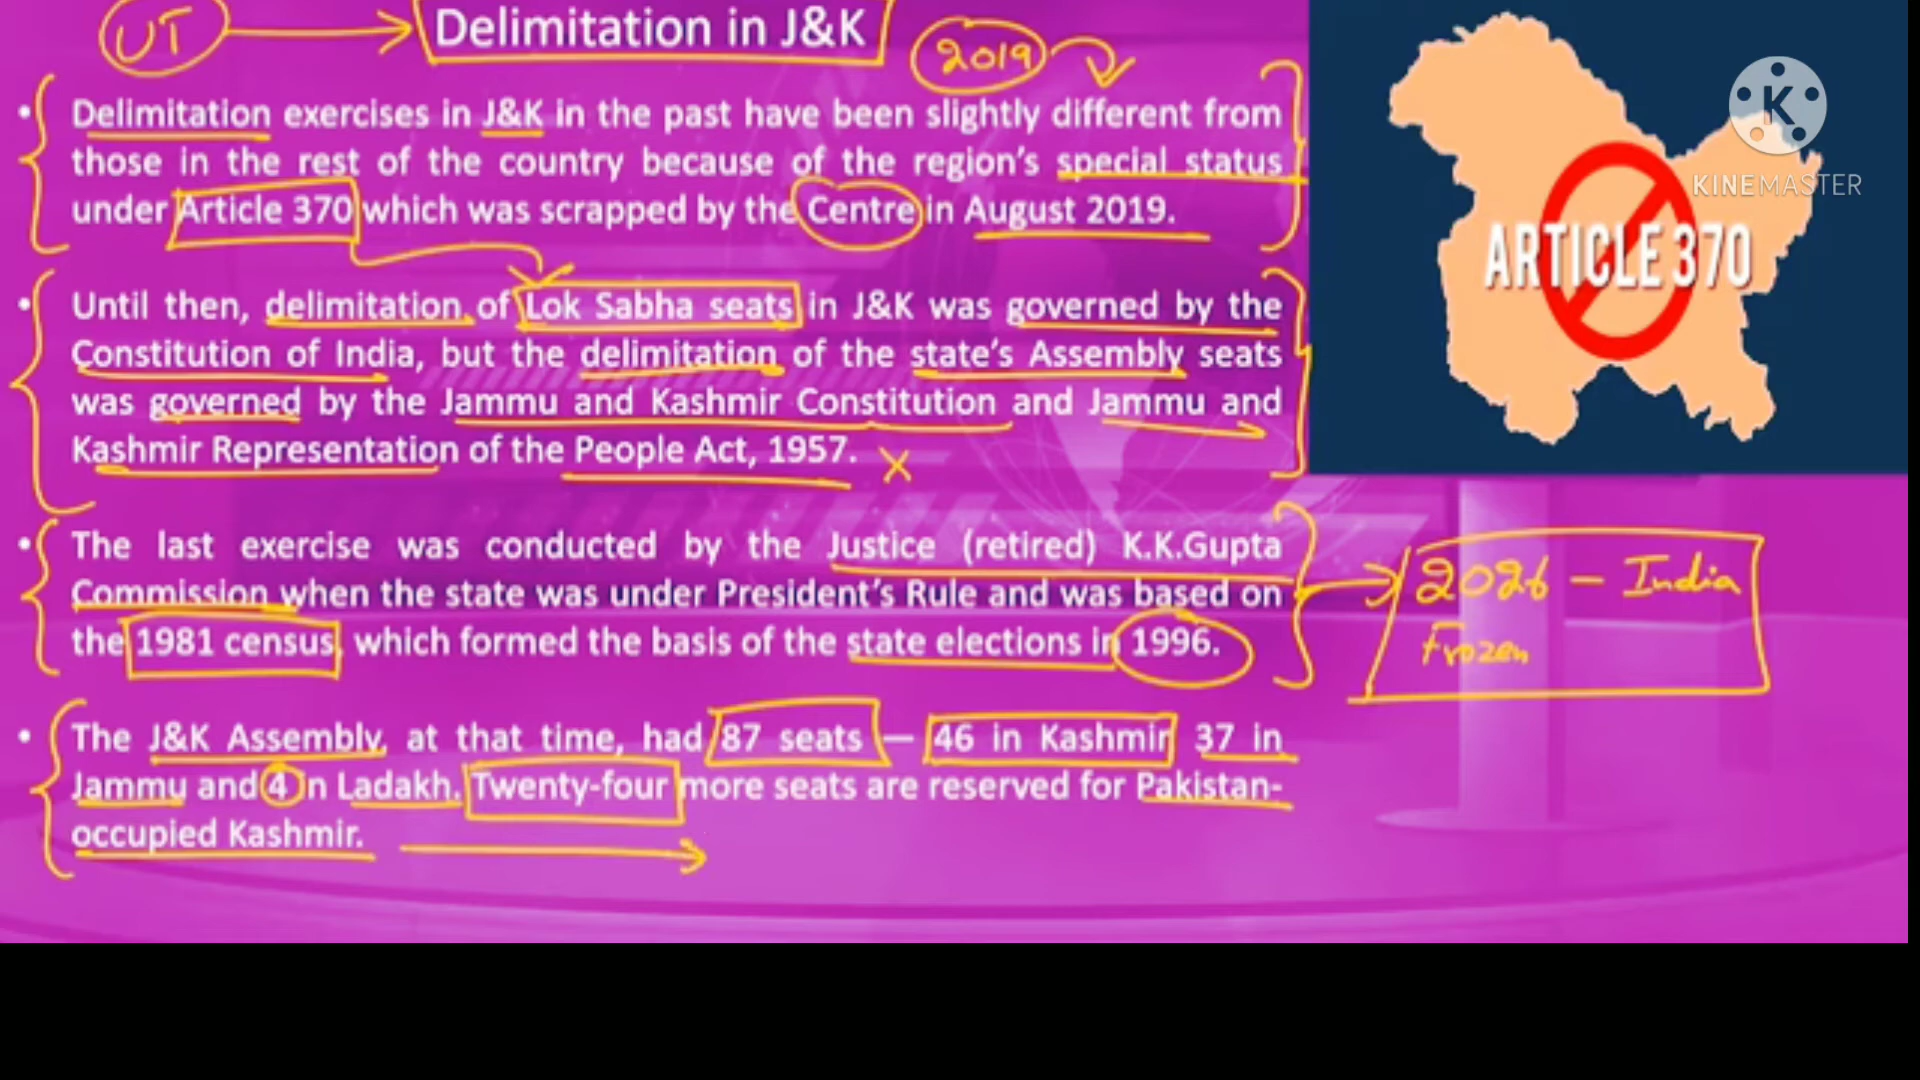 UT
Delimitation in J&K
2019
• Delimitation exercises in J&K in the past have been slightly different from
those in the rest of the country because of the region's special status
under Article 370 which was scrapped by the Centre in August 2019.
• Until then, delimitation of Lok Sabha seats in J&K was governed by the
Constitution of India, but the delimitation of the state's Assembly seats
was governed by the Jammu and Kashmir Constitution and Jammu and
Kashmir Representation of the People Act, 1957. X
• The last exercise was conducted by the Justice (retired) K.K.Gupta
Commission when the state was under President's Rule and was based on
the 1981 census, which formed the basis of the state elections in 1996.
• The J&K Assembly, at that time, had 87 seats — 46 in Kashmir 37 in
Jammu and 4 in Ladakh. Twenty-four more seats are reserved for Pakistan-
occupied Kashmir.
K
KINEMASTER
ARTICLE 370
2026 – India
Frozen